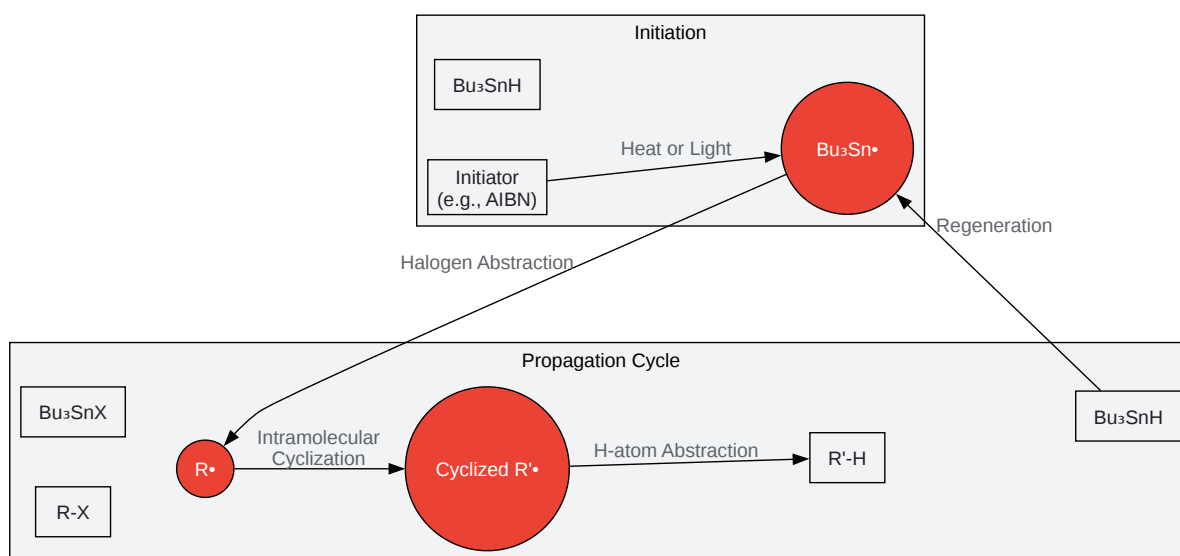 Initiation
Bu₃SnH
Heat or Light
Bu₃Sn•
Initiator
(e.g., AIBN)
Regeneration
Halogen Abstraction
Propagation Cycle
Bu₃SnX
Bu₃SnH
Intramolecular
Cyclization
H-atom Abstraction
R•
Cyclized R'•
R'-H
R-X